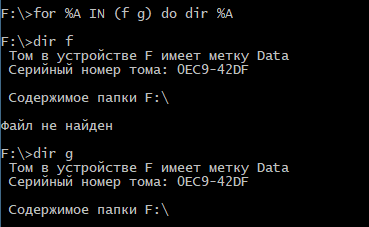 F:\>for %A IN (f g) do dir %A
F:\>dir f
Том в устройстве F имеет метку Data
Серийный номер тома: 0EC9-42DF
Содержимое папки F:\
Файл не найден
F:\>dir g
Том в устройстве F имеет метку Data
Серийный номер тома: 0EC9-42DF
Содержимое папки F:\